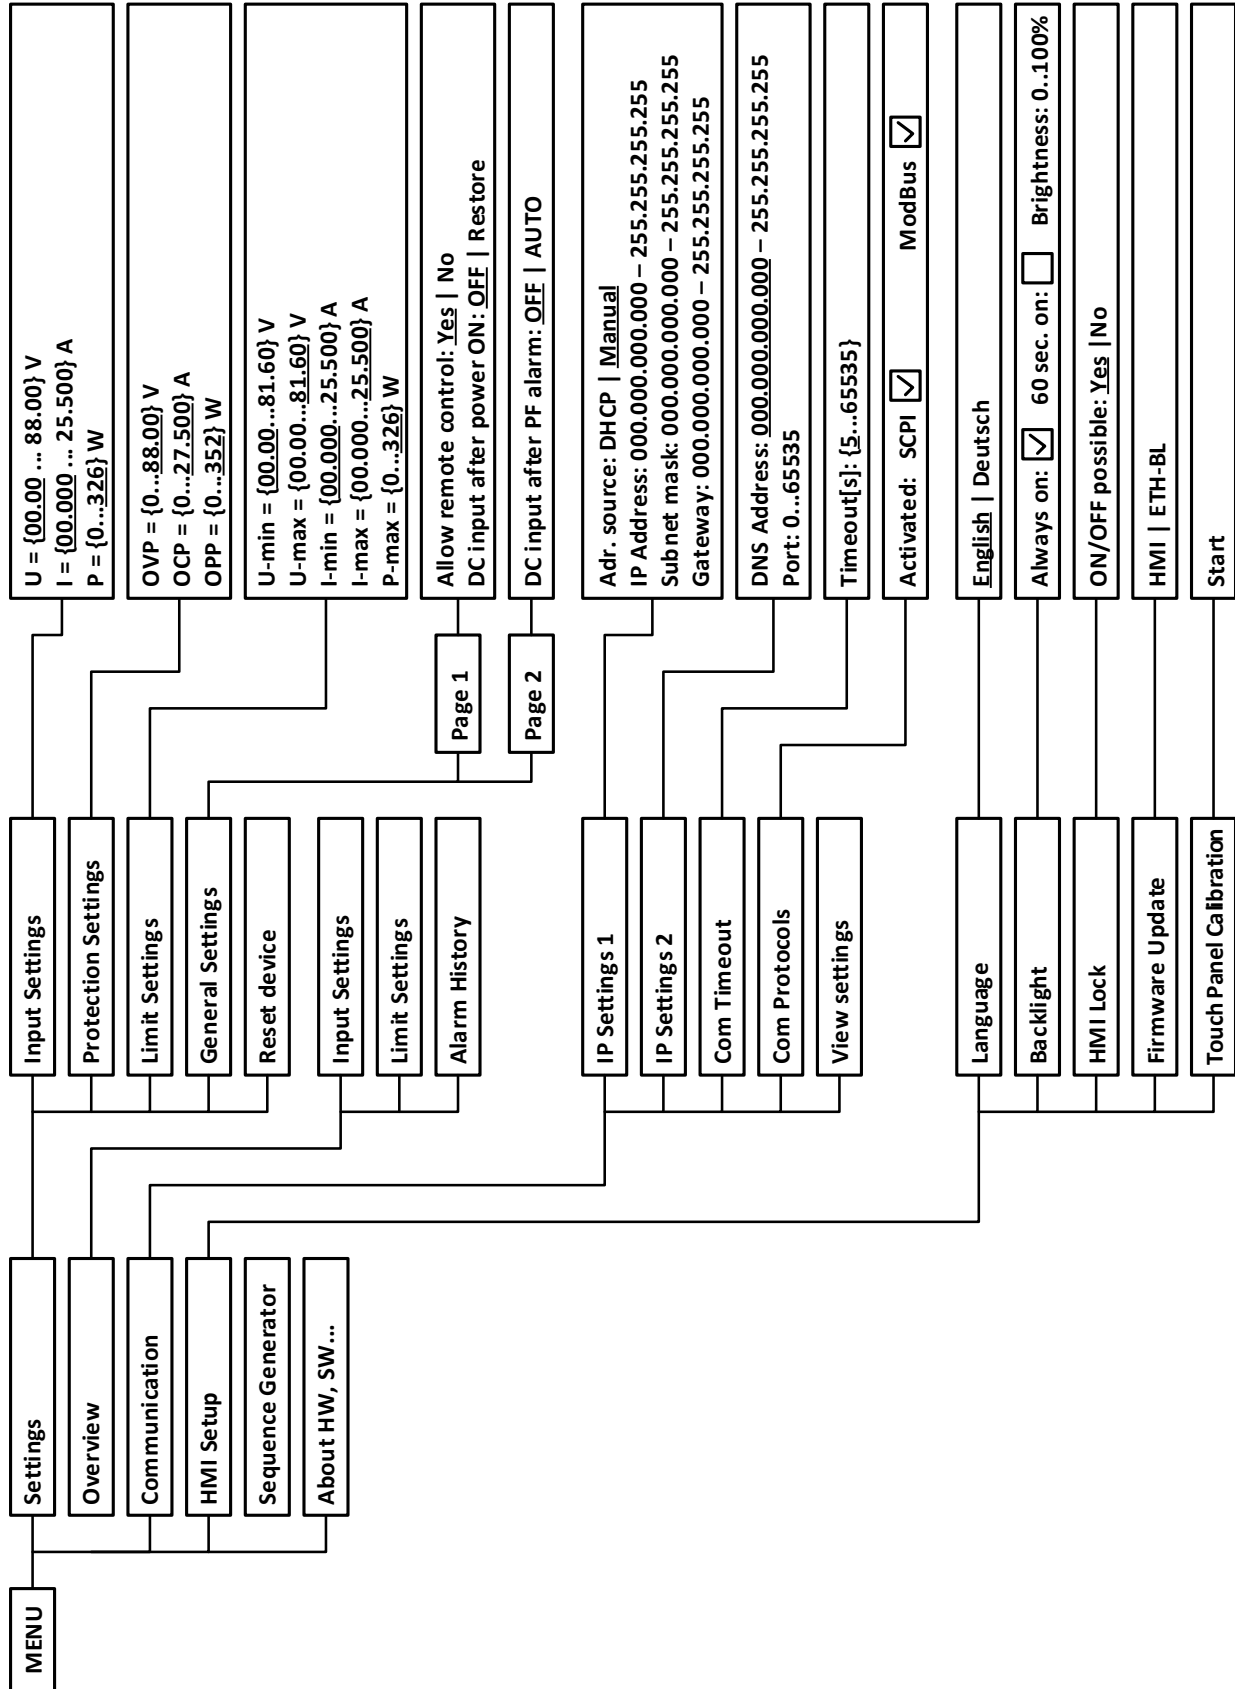 MENU
Settings
Overview
Communication
HMI Setup
Sequence Generator
About HW, SW...
Input Settings
Protection Settings
Limit Settings
General Settings
Reset device
Input Settings
Limit Settings
Alarm History
IP Settings 1
IP Settings 2
Com Timeout
Com Protocols
View settings
Language
Backlight
HMI Lock
Firmware Update
Touch Panel Calibration
Page 1
Page 2
U = {00.00 ... 88.00} V
I = {00.000 ... 25.500} A
P = {0...326} W
OVP = {0...88.00} V
OCP = {0...27.500} A
OPP = {0...352} W
U-min = {00.00...81.60} V
U-max = {00.00...81.60} V
I-min = {00.000...25.500} A
I-max = {00.000...25.500} A
P-max = {0...326} W
Allow remote control: Yes | No
DC input after power ON: OFF | Restore
DC input after PF alarm: OFF | AUTO
Adr. source: DHCP | Manual
IP Address: 000.000.000.000 – 255.255.255.255
Subnet mask: 000.000.000.000 – 255.255.255.255
Gateway: 000.000.000.000 – 255.255.255.255
DNS Address: 000.000.000.000 – 255.255.255.255
Port: 0...65535
Timeout[s]: {5...65535}
Activated: SCPI ☑ ModBus ☑
English | Deutsch
Always on: ☑ 60 sec. on: ☐ Brightness: 0..100%
ON/OFF possible: Yes |No
HMI | ETH-BL
Start